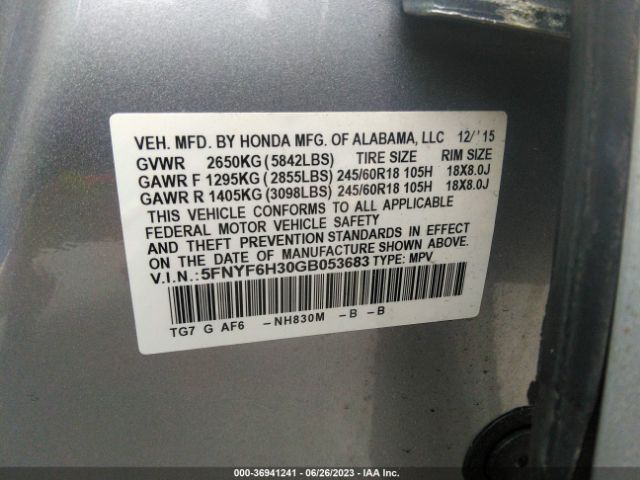 VEH. MFD. BY HONDA MFG. OF ALABAMA, LLC 12/'15
GVWR 2650KG (5842LBS) TIRE SIZE RIM SIZE
GAWR F 1295KG (2855LBS) 245/60R18 105H 18X8.0J
GAWR R 1405KG (3098LBS) 245/60R18 105H 18X8.0J
THIS VEHICLE CONFORMS TO ALL APPLICABLE
FEDERAL MOTOR VEHICLE SAFETY
AND THEFT PREVENTION STANDARDS IN EFFECT
ON THE DATE OF MANUFACTURE SHOWN ABOVE.
V.I.N.: 5FNYF6H30GB053683 TYPE: MPV
TG7 G AF6 -NH830M -B -B
000-36941241 - 06/26/2023 - IAA Inc.